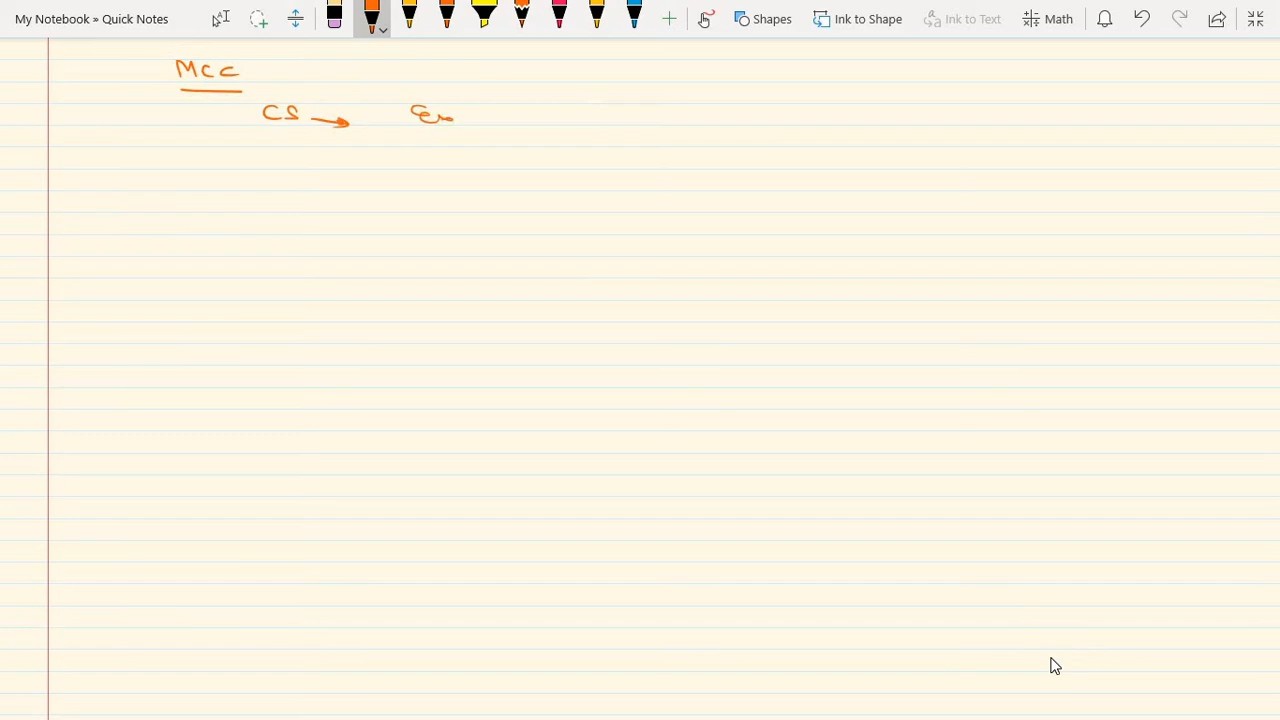 My Notebook » Quick Notes Shapes Ink to Shape Ink to Text Math
MCC
CS →